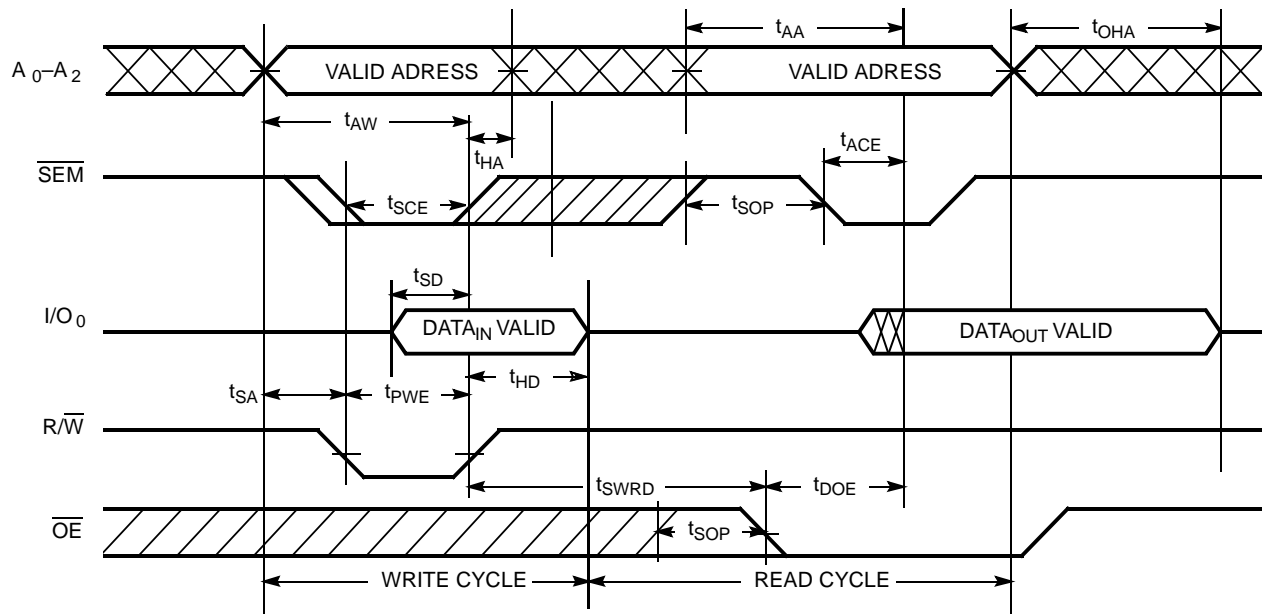 tAA tOHA
A0–A2 VALID ADRESS VALID ADRESS
tAW tHA tACE
SEM tSCE tSOP
tSD
I/O0 DATAIN VALID DATAOUT VALID
tSA tPWE tHD
R/W
tSWRD tDOE
OE tSOP
WRITE CYCLE READ CYCLE